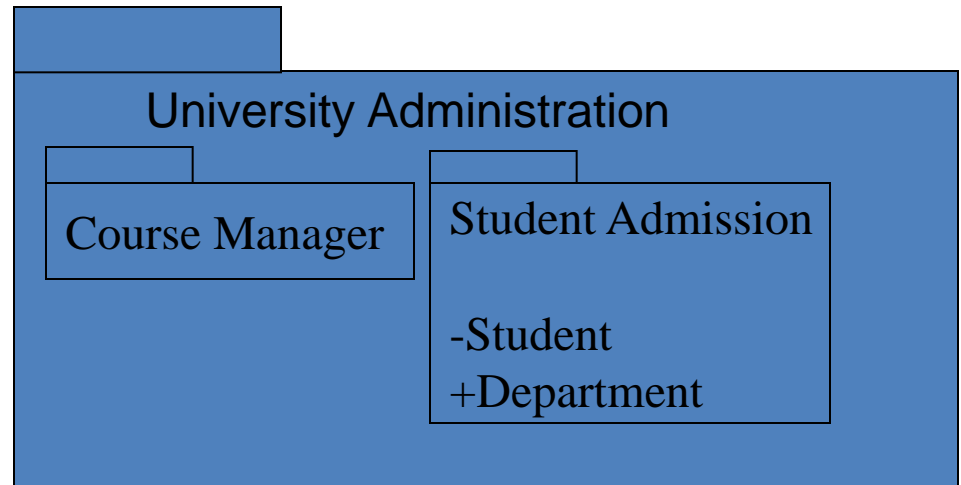 University Administration
Course Manager
Student Admission
-Student
+Department